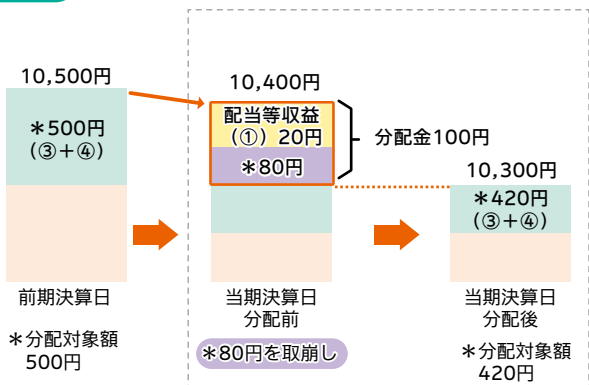 10,500円
＊500円
(③＋④)
前期決算日
＊分配対象額
500円
10,400円
配当等収益
(①) 20円
＊80円
分配金100円
当期決算日
分配前
＊80円を取崩し
10,300円
＊420円
(③＋④)
当期決算日
分配後
＊分配対象額
420円